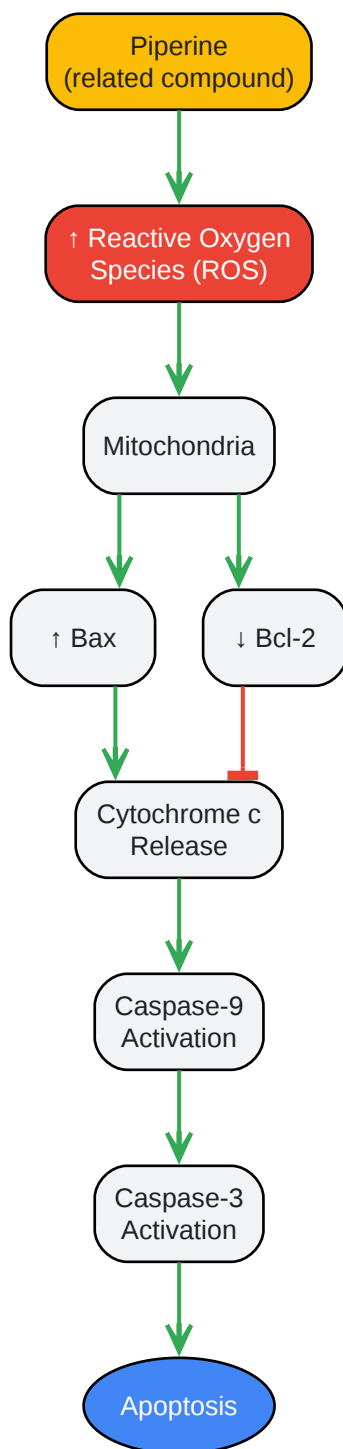 Piperine
(related compound)
↑ Reactive Oxygen
Species (ROS)
Mitochondria
↑ Bax
↓ Bcl-2
Cytochrome c
Release
Caspase-9
Activation
Caspase-3
Activation
Apoptosis